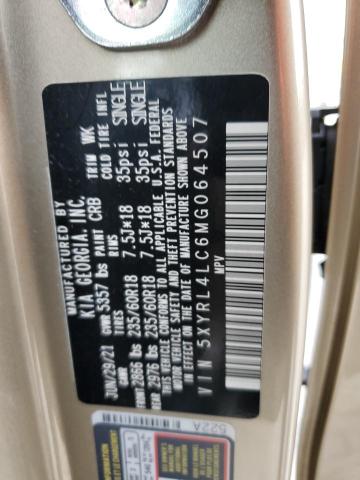 MANUFACTURED BY
KIA GEORGIA, INC.
JUN/29/21 GVWR 5357 lbs PAINT CRB TRIM WK
GAWR TIRES RIMS COLD TIRE INFL
2866 lbs 235/60R18 7.5J*18 35psi SINGLE
REAR 2976 lbs 235/60R18 7.5J*18 35psi SINGLE
THIS VEHICLE CONFORMS TO ALL APPLICABLE U.S.A. FEDERAL
MOTOR VEHICLE SAFETY AND THEFT PREVENTION STANDARDS
IN EFFECT ON THE DATE OF MANUFACTURE SHOWN ABOVE
VIN 5XYRL4LC6MG064507
MPV
522A